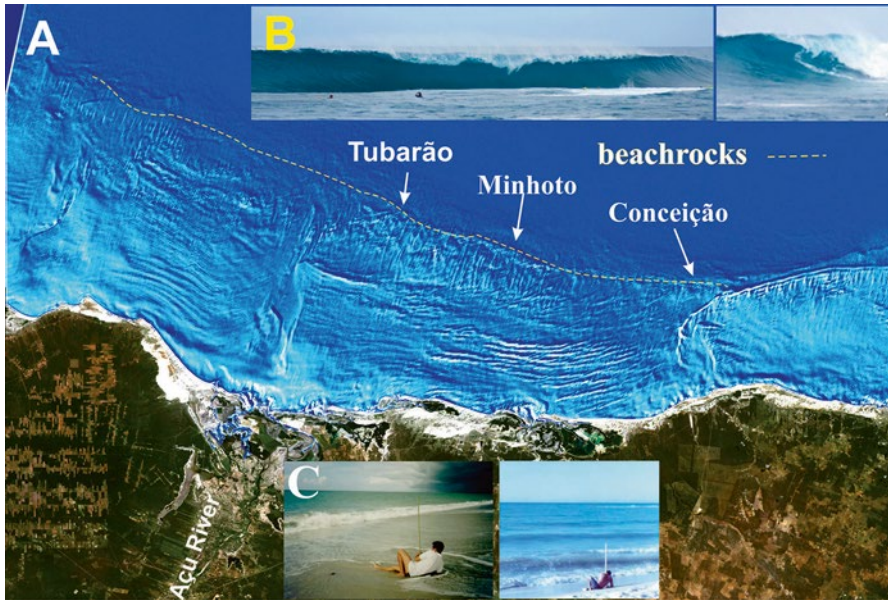 A
B
Tubarão
beachrocks
Minhoto
Conceição
C
Açu River